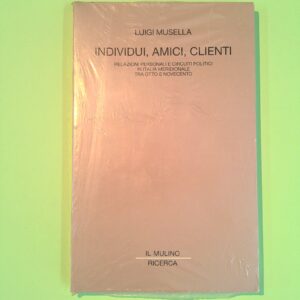 LUIGI MUSELLA
INDIVIDUI, AMICI, CLIENTI
RELAZIONI PERSONALI E CIRCUITI POLITICI
IN ITALIA MERIDIONALE
TRA OTTO E NOVECENTO
IL MULINO
RICERCA